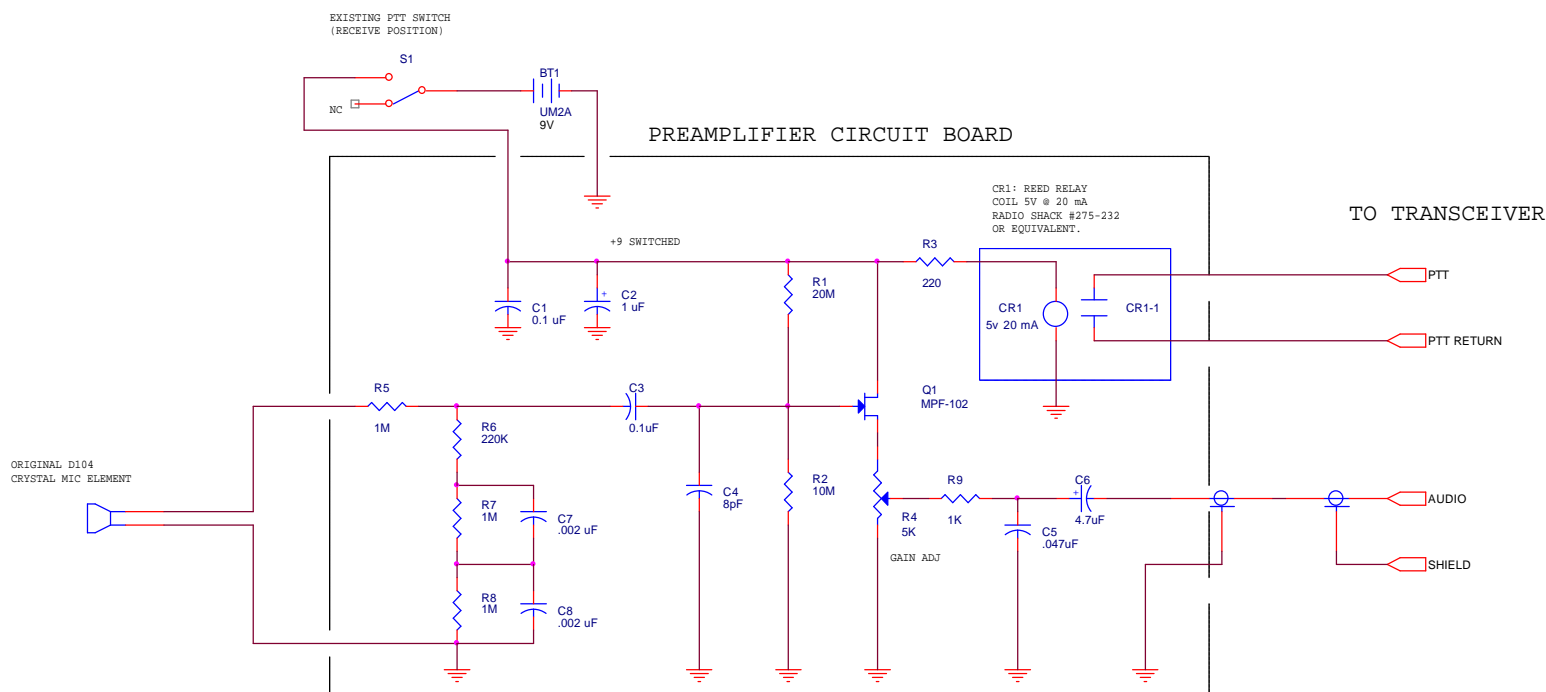 EXISTING PTT SWITCH
(RECEIVE POSITION)
S1
NC
BT1
UM2A
9V
PREAMPLIFIER CIRCUIT BOARD
CR1: REED RELAY
COIL 5V @ 20 mA
RADIO SHACK #275-232
OR EQUIVALENT.
TO TRANSCEIVER
+9 SWITCHED
R3
220
C1
0.1 uF
+
C2
1 uF
R1
20M
CR1
5v 20 mA
CR1-1
PTT
PTT RETURN
R5
1M
R6
220K
C3
0.1uF
Q1
MPF-102
ORIGINAL D104
CRYSTAL MIC ELEMENT
R7
1M
C7
.002 uF
C4
8pF
R2
10M
R4
5K
GAIN ADJ
R9
1K
C5
.047uF
+
C6
4.7uF
AUDIO
SHIELD
R8
1M
C8
.002 uF